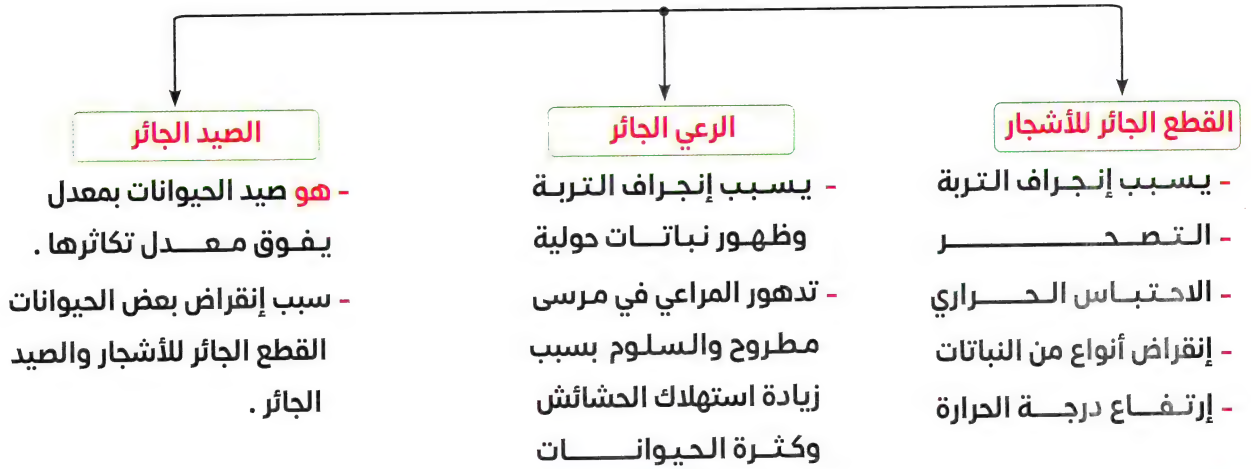 القطع الجائر للأشجار
- يسبب إنجراف التربة
- التصحر
- الاحتباس الحراري
- إنقراض أنواع من النباتات
- إرتفاع درجة الحرارة
الرعي الجائر
- يسبب إنجراف التربة
وظهور نباتات حولية
- تدهور المراعي في مرسى
مطروح والسلوم بسبب
زيادة استهلاك الحشائش
وكثرة الحيوانات
الصيد الجائر
- هو صيد الحيوانات بمعدل
يفوق معدل تكاثرها .
- سبب إنقراض بعض الحيوانات
القطع الجائر للأشجار والصيد
الجائر .